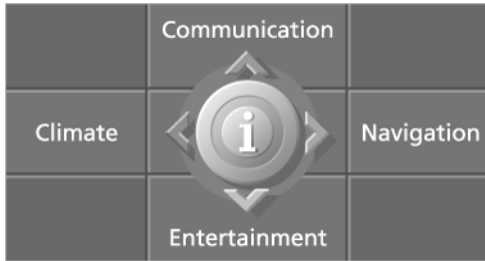 Communication
Climate
i
Navigation
Entertainment